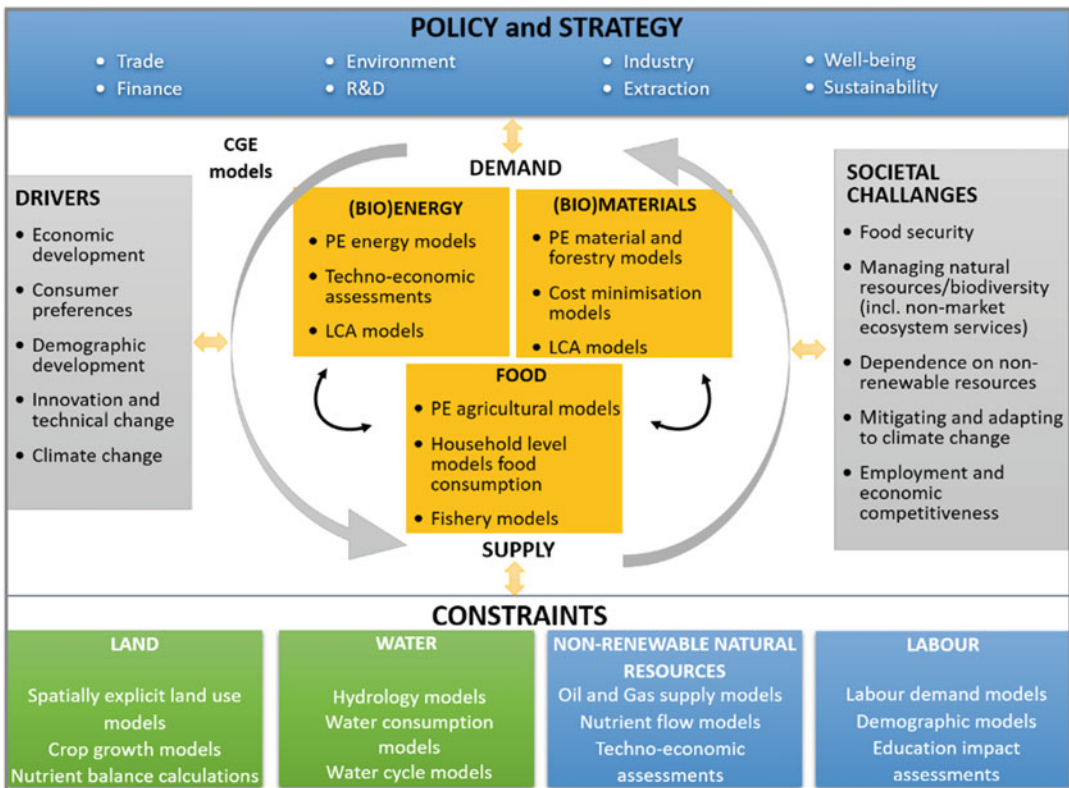 POLICY and STRATEGY
• Trade
• Finance
• Environment
• R&D
• Industry
• Extraction
• Well-being
• Sustainability
CGE
models
DEMAND
DRIVERS
• Economic
development
• Consumer
preferences
• Demographic
development
• Innovation and
technical change
• Climate change
(BIO)ENERGY
• PE energy models
• Techno-economic
assessments
• LCA models
(BIO)MATERIALS
• PE material and
forestry models
• Cost minimisation
models
• LCA models
FOOD
• PE agricultural models
• Household level
models food
consumption
• Fishery models
SUPPLY
SOCIETAL
CHALLANGES
• Food security
• Managing natural
resources/biodiversity
(incl. non-market
ecosystem services)
• Dependence on non-
renewable resources
• Mitigating and adapting
to climate change
• Employment and
economic
competitiveness
CONSTRAINTS
LAND
Spatially explicit land use
models
Crop growth models
Nutrient balance calculations
WATER
Hydrology models
Water consumption
models
Water cycle models
NON-RENEWABLE NATURAL
RESOURCES
Oil and Gas supply models
Nutrient flow models
Techno-economic
assessments
LABOUR
Labour demand models
Demographic models
Education impact
assessments